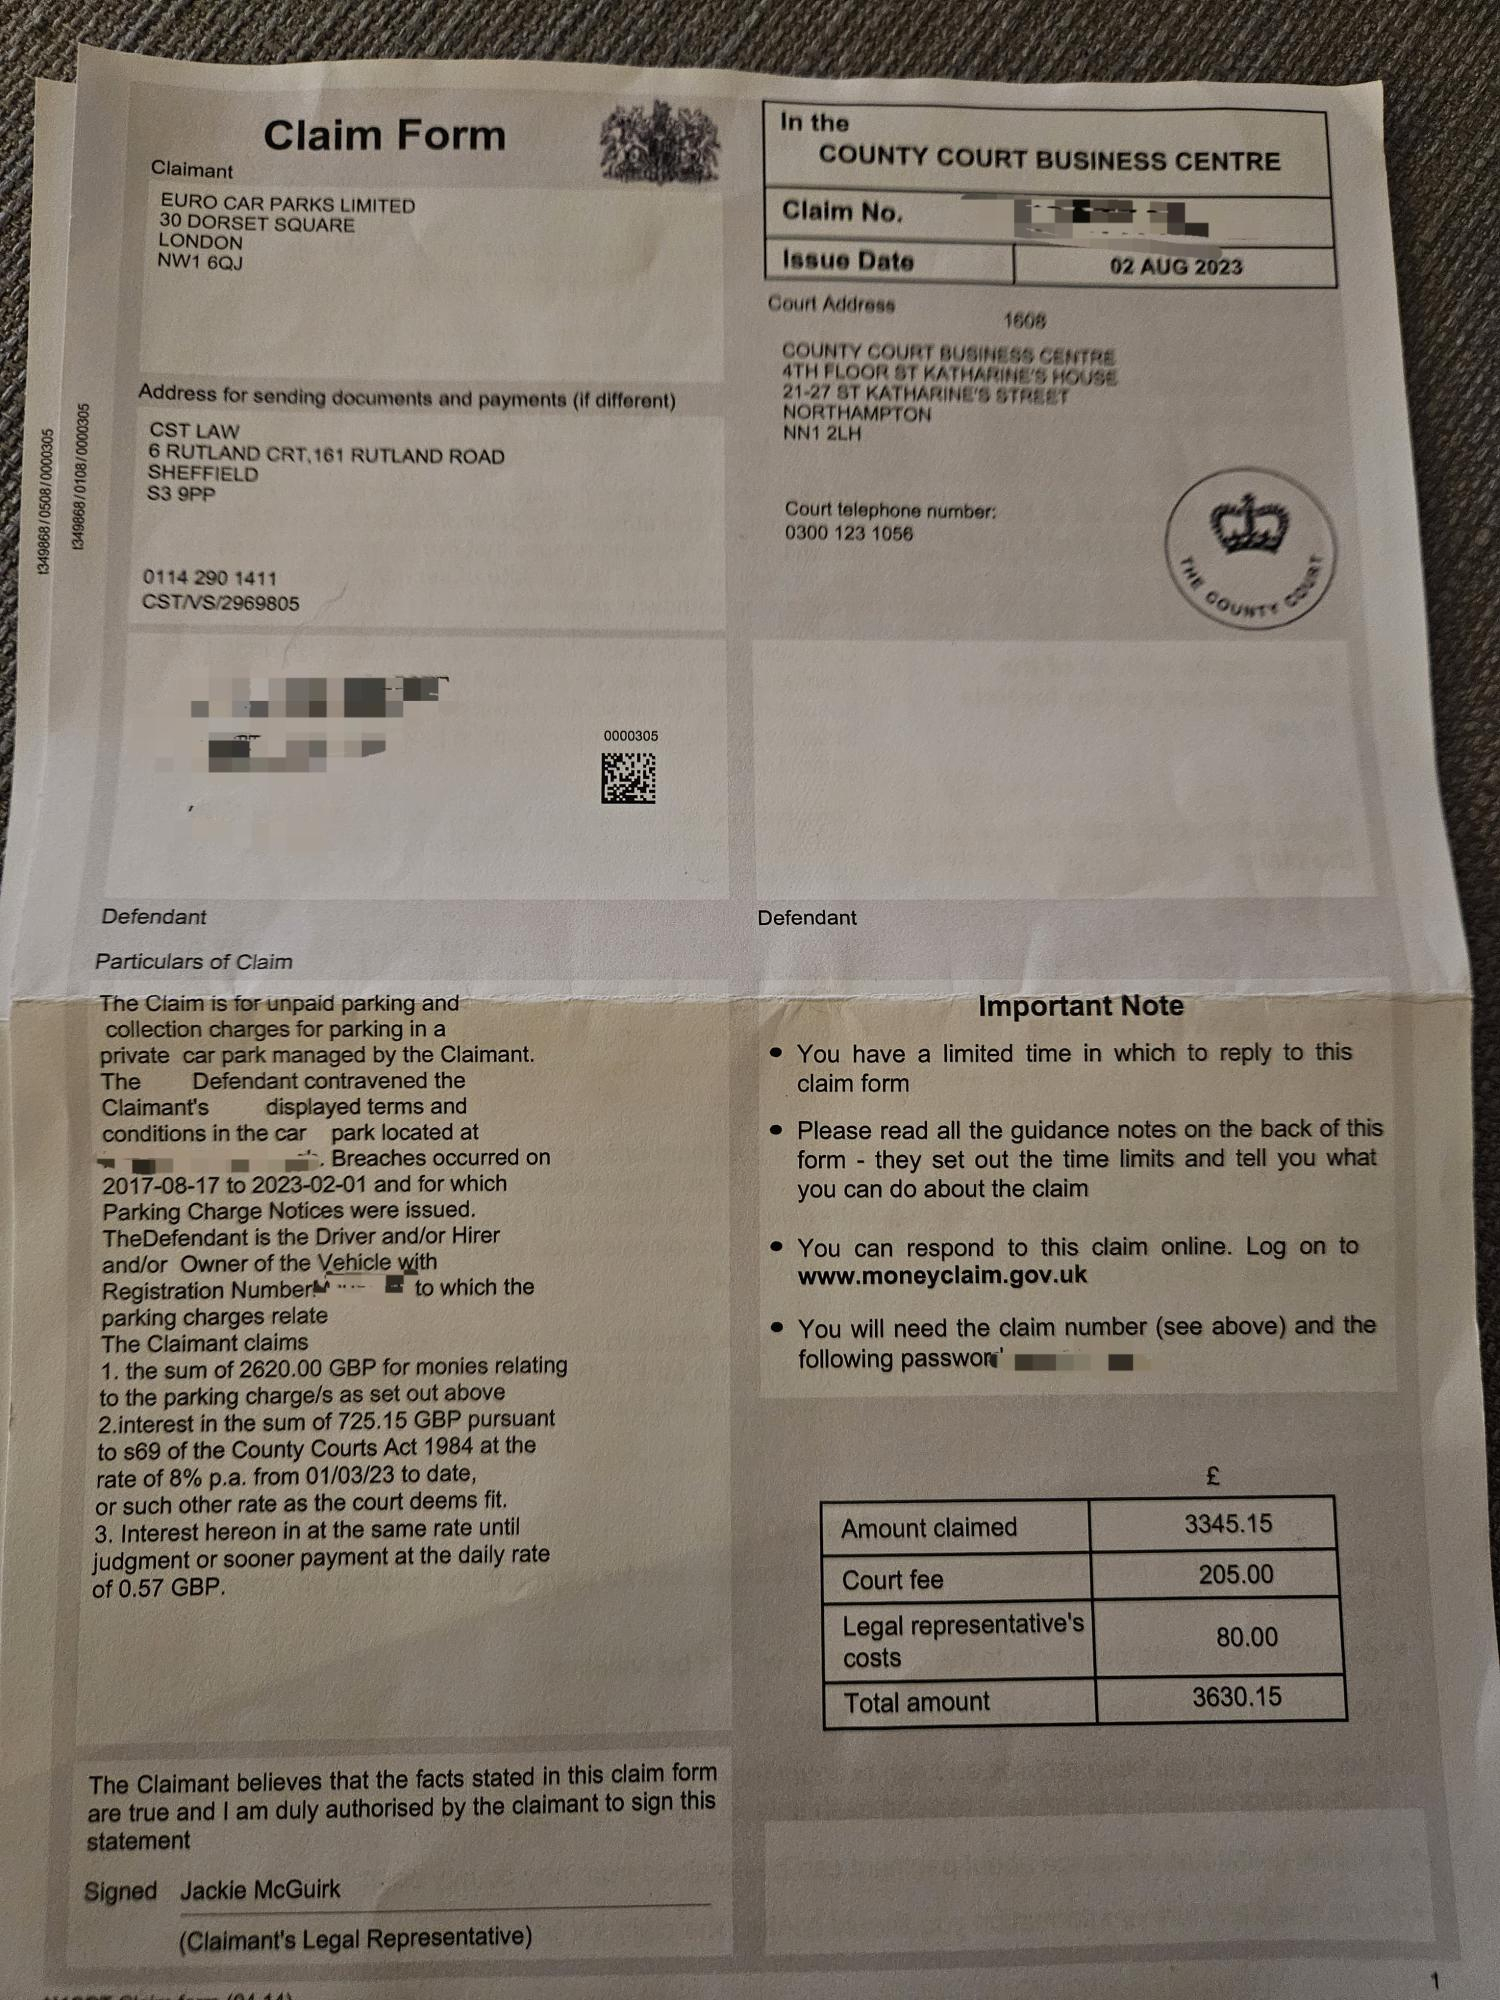 Claim Form
Claimant
EURO CAR PARKS LIMITED
30 DORSET SQUARE
LONDON
NW1 6QJ
Address for sending documents and payments (if different)
CST LAW
6 RUTLAND CRT,161 RUTLAND ROAD
SHEFFIELD
S3 9PP
0114 290 1411
CST/VS/2969805
t349868/0508/0000305
t349868/0108/0000305
In the
COUNTY COURT BUSINESS CENTRE
Claim No.
Issue Date
02 AUG 2023
Court Address
1608
COUNTY COURT BUSINESS CENTRE
4TH FLOOR ST KATHARINE'S HOUSE
21-27 ST KATHARINE'S STREET
NORTHAMPTON
NN1 2LH
Court telephone number:
0300 123 1056
THE COUNTY COURT
0000305
Defendant
Defendant
Particulars of Claim
The Claim is for unpaid parking and
collection charges for parking in a
private car park managed by the Claimant.
The Defendant contravened the
Claimant's displayed terms and
conditions in the car park located at
. Breaches occurred on
2017-08-17 to 2023-02-01 and for which
Parking Charge Notices were issued.
TheDefendant is the Driver and/or Hirer
and/or Owner of the Vehicle with
Registration Number to which the
parking charges relate
The Claimant claims
1. the sum of 2620.00 GBP for monies relating
to the parking charge/s as set out above
2.interest in the sum of 725.15 GBP pursuant
to s69 of the County Courts Act 1984 at the
rate of 8% p.a. from 01/03/23 to date,
or such other rate as the court deems fit.
3. Interest hereon in at the same rate until
judgment or sooner payment at the daily rate
of 0.57 GBP.
Important Note
• You have a limited time in which to reply to this
claim form
• Please read all the guidance notes on the back of this
form - they set out the time limits and tell you what
you can do about the claim
• You can respond to this claim online. Log on to
www.moneyclaim.gov.uk
• You will need the claim number (see above) and the
following password
£
Amount claimed 3345.15
Court fee 205.00
Legal representative's
costs 80.00
Total amount 3630.15
The Claimant believes that the facts stated in this claim form
are true and I am duly authorised by the claimant to sign this
statement
Signed Jackie McGuirk
(Claimant's Legal Representative)
1